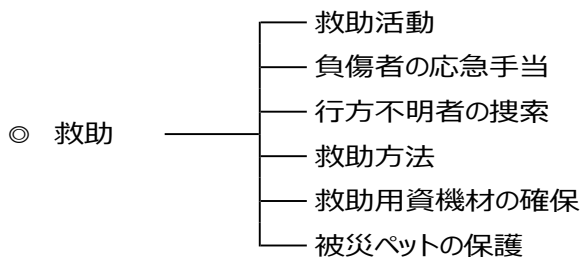 救助活動
負傷者の応急手当
行方不明者の捜索
◎ 救助
救助方法
救助用資機材の確保
被災ペットの保護